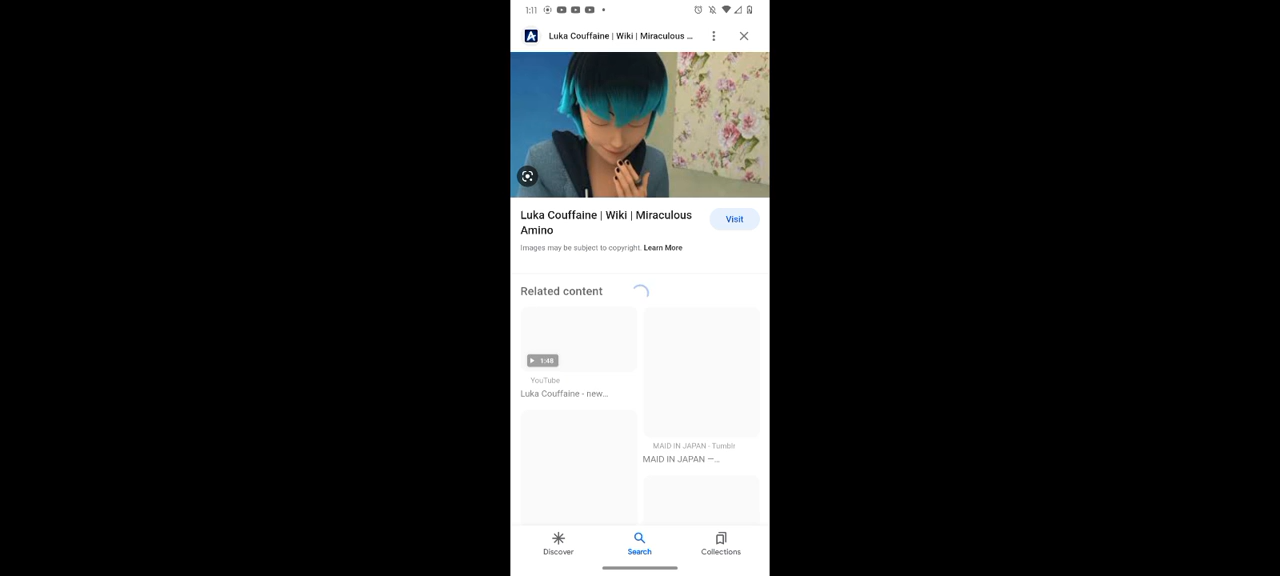 1:11
Luka Couffaine | Wiki | Miraculous ...
Luka Couffaine | Wiki | Miraculous
Amino
Visit
Images may be subject to copyright. Learn More
Related content
1:48
YouTube
Luka Couffaine - new...
MAID IN JAPAN - Tumblr
MAID IN JAPAN —...
Discover
Search
Collections